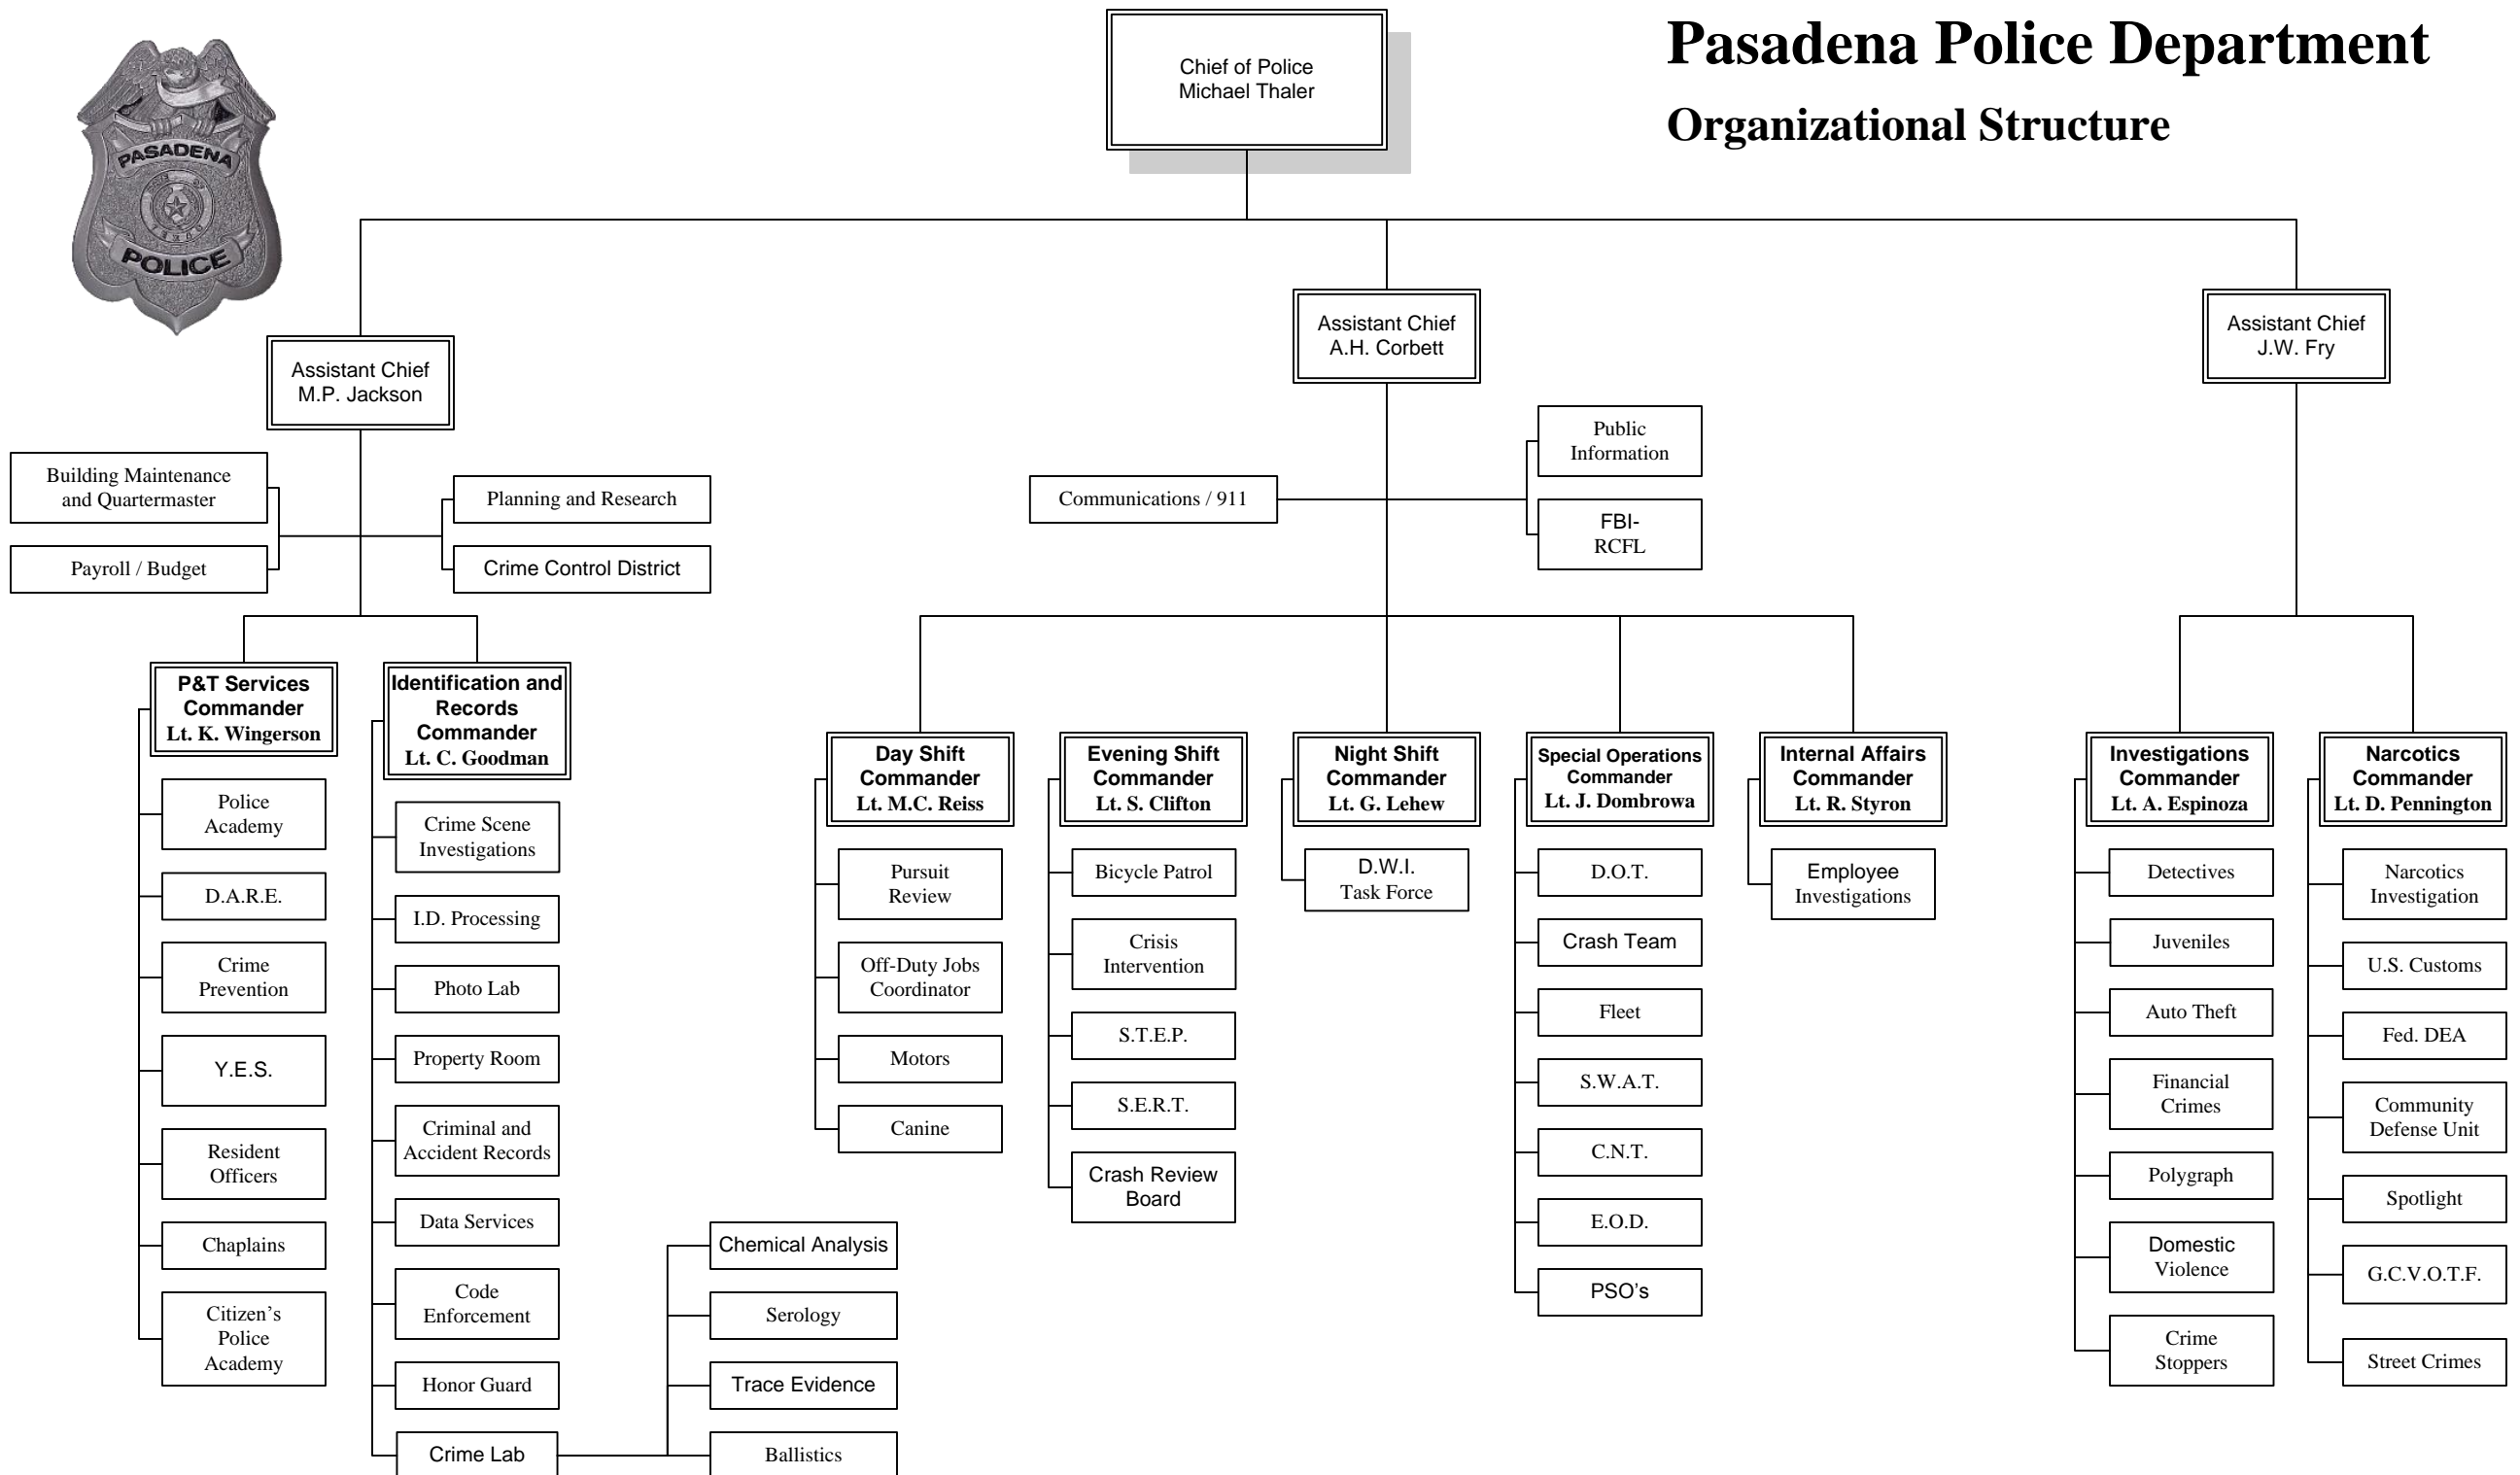 Pasadena Police Department
Organizational Structure
PASADENA
POLICE
Chief of Police
Michael Thaler
Assistant Chief
M.P. Jackson
Assistant Chief
A.H. Corbett
Assistant Chief
J.W. Fry
Building Maintenance
and Quartermaster
Payroll / Budget
Planning and Research
Crime Control District
Communications / 911
Public
Information
FBI-
RCFL
P&T Services
Commander
Lt. K. Wingerson
Police
Academy
D.A.R.E.
Crime
Prevention
Y.E.S.
Resident
Officers
Chaplains
Citizen’s
Police
Academy
Identification and
Records
Commander
Lt. C. Goodman
Crime Scene
Investigations
I.D. Processing
Photo Lab
Property Room
Criminal and
Accident Records
Data Services
Code
Enforcement
Honor Guard
Crime Lab
Chemical Analysis
Serology
Trace Evidence
Ballistics
Day Shift
Commander
Lt. M.C. Reiss
Pursuit
Review
Off-Duty Jobs
Coordinator
Motors
Canine
Evening Shift
Commander
Lt. S. Clifton
Bicycle Patrol
Crisis
Intervention
S.T.E.P.
S.E.R.T.
Crash Review
Board
Night Shift
Commander
Lt. G. Lehew
D.W.I.
Task Force
Special Operations
Commander
Lt. J. Dombrowa
D.O.T.
Crash Team
Fleet
S.W.A.T.
C.N.T.
E.O.D.
PSO’s
Internal Affairs
Commander
Lt. R. Styron
Employee
Investigations
Investigations
Commander
Lt. A. Espinoza
Detectives
Juveniles
Auto Theft
Financial
Crimes
Polygraph
Domestic
Violence
Crime
Stoppers
Narcotics
Commander
Lt. D. Pennington
Narcotics
Investigation
U.S. Customs
Fed. DEA
Community
Defense Unit
Spotlight
G.C.V.O.T.F.
Street Crimes